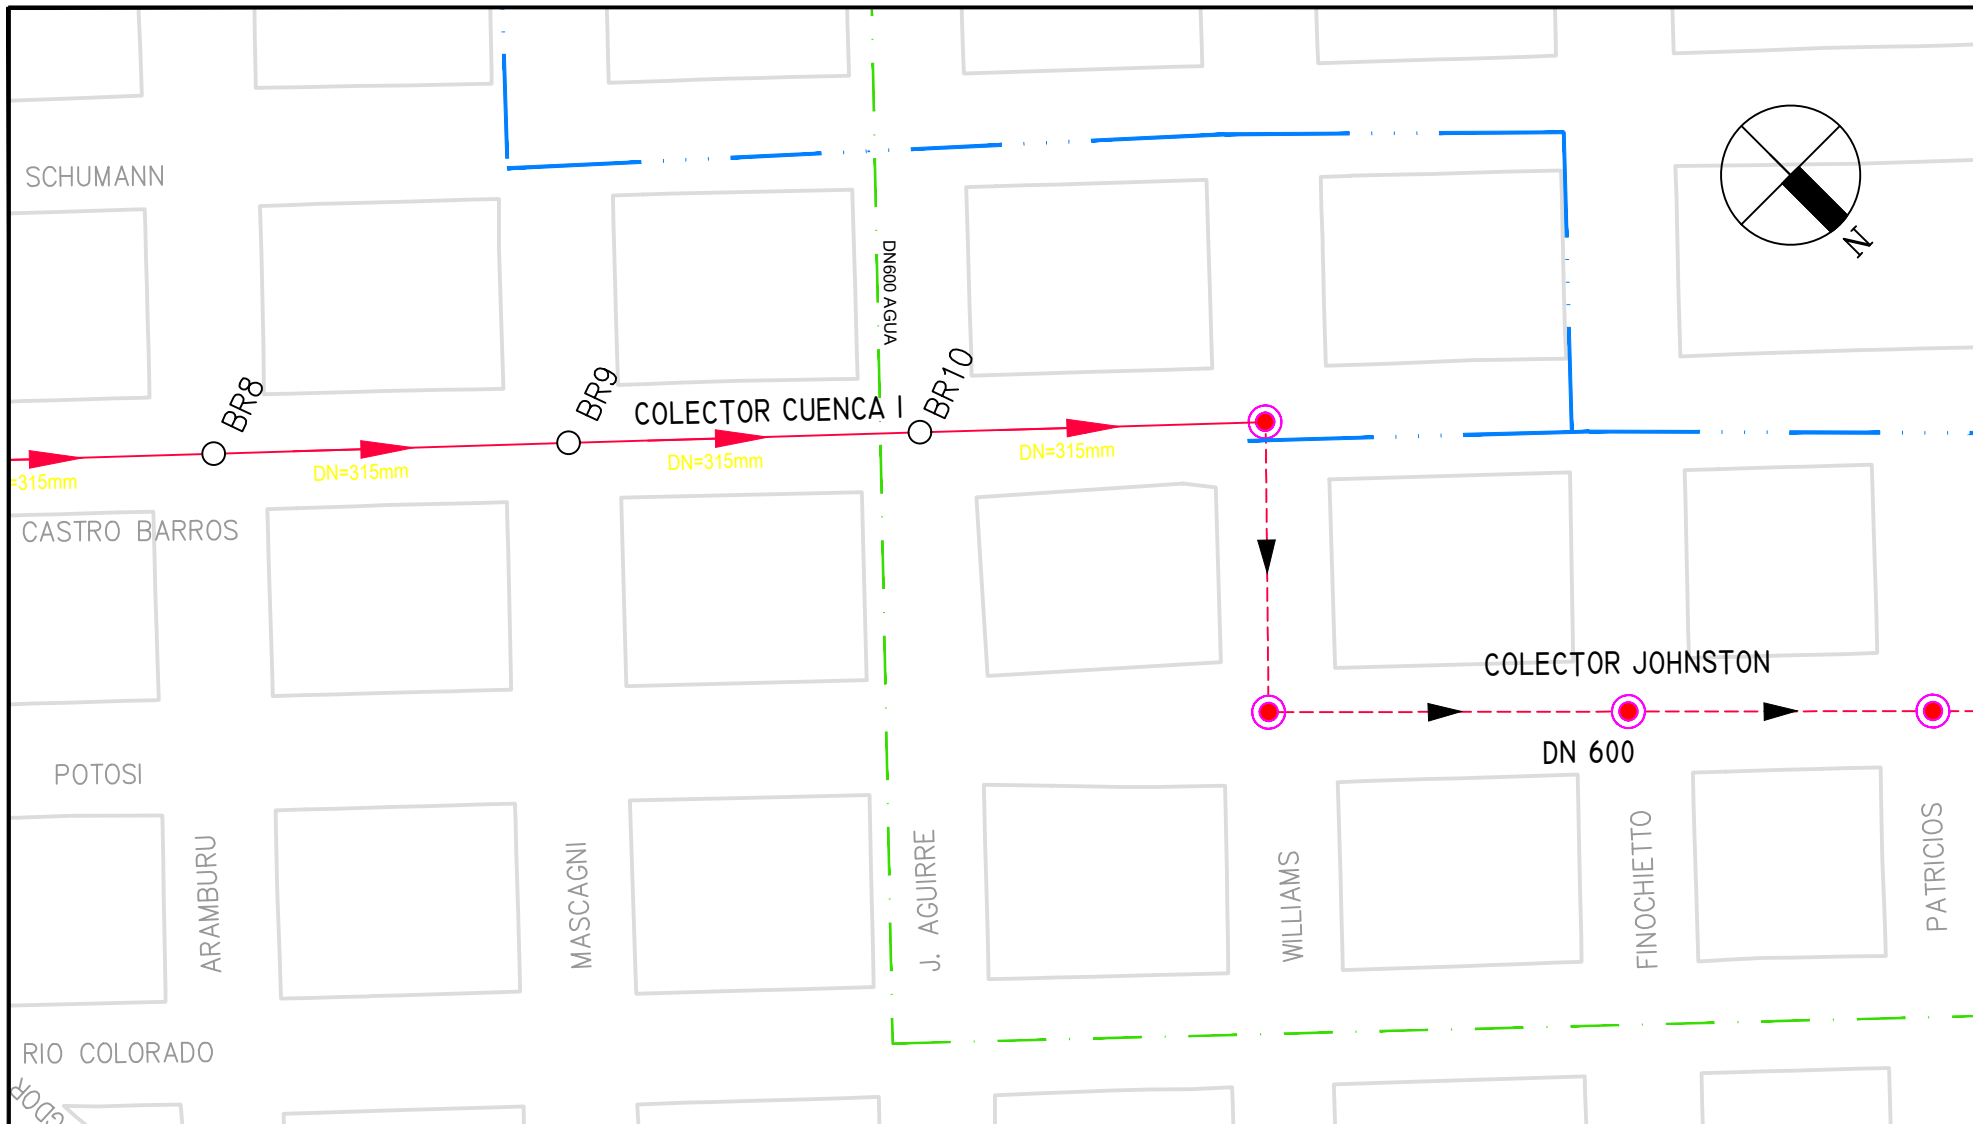 SCHUMANN
N
DN600 AGUA
BR8
BR9
BR10
COLECTOR CUENCA I
=315mm
DN=315mm
DN=315mm
DN=315mm
CASTRO BARROS
COLECTOR JOHNSTON
DN 600
POTOSI
ARAMBURU
MASCAGNI
J. AGUIRRE
WILLIAMS
FINOCHIETTO
PATRICIOS
RIO COLORADO
GDOR